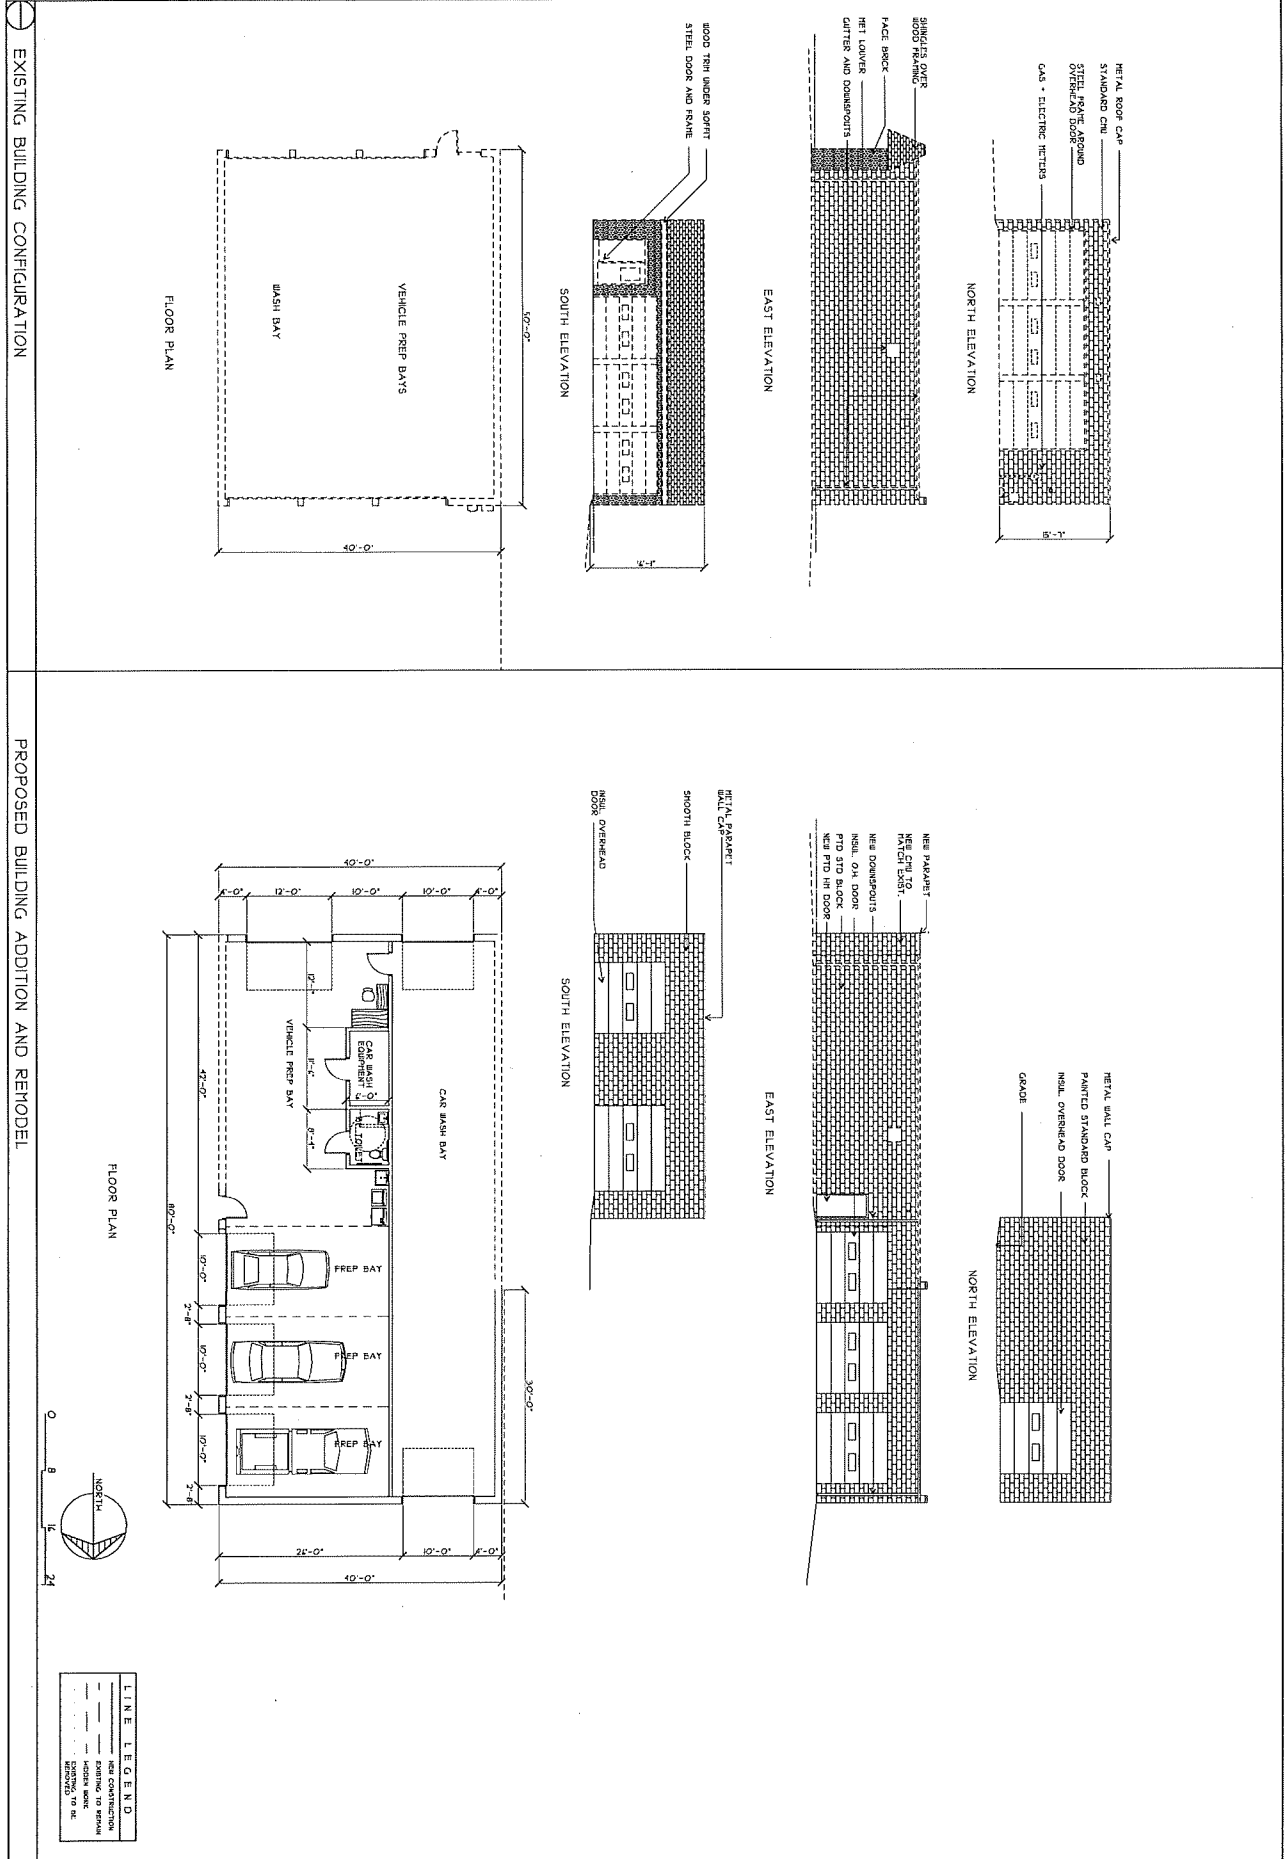 METAL ROOF CAP
STANDARD CMU
STEEL FRAME AROUND
OVERHEAD DOOR
GAS + ELECTRIC METERS
15'-7"
NORTH ELEVATION
SHINGLES OVER
WOOD FRAMING
FACE BRICK
MET LOUVER
GUTTER AND DOWNSPOUTS
EAST ELEVATION
WOOD TRIM UNDER SOFFIT
STEEL DOOR AND FRAME
SOUTH ELEVATION
50'-0"
VEHICLE PREP BAYS
WASH BAY
40'-0"
FLOOR PLAN
EXISTING BUILDING CONFIGURATION
METAL WALL CAP
PAINTED STANDARD BLOCK
INSUL. OVERHEAD DOOR
GRADE
NORTH ELEVATION
NEW PARAPET
NEW CMU TO
MATCH EXIST.
NEW DOWNSPOUTS
INSUL. O.H. DOOR
PTD STD BLOCK
NEW PTD HM DOOR
EAST ELEVATION
METAL PARAPET
WALL CAP
SMOOTH BLOCK
INSUL. OVERHEAD
DOOR
SOUTH ELEVATION
30'-0"
40'-0"
4'-0"
12'-0"
10'-0"
10'-0"
4'-0"
CAR WASH BAY
CAR WASH
EQUIPMENT
6'-0"
TOILET
12'-1"
11'-6"
8'-4"
VEHICLE PREP BAY
PREP BAY
PREP BAY
PREP BAY
42'-0"
10'-0"
2'-8"
10'-0"
2'-8"
10'-0"
2'-8"
80'-0"
26'-0"
10'-0"
4'-0"
40'-0"
FLOOR PLAN
NORTH
0 8 16 24
PROPOSED BUILDING ADDITION AND REMODEL
LINE LEGEND
NEW CONSTRUCTION
EXISTING TO REMAIN
HIDDEN WORK
EXISTING TO BE
REMOVED